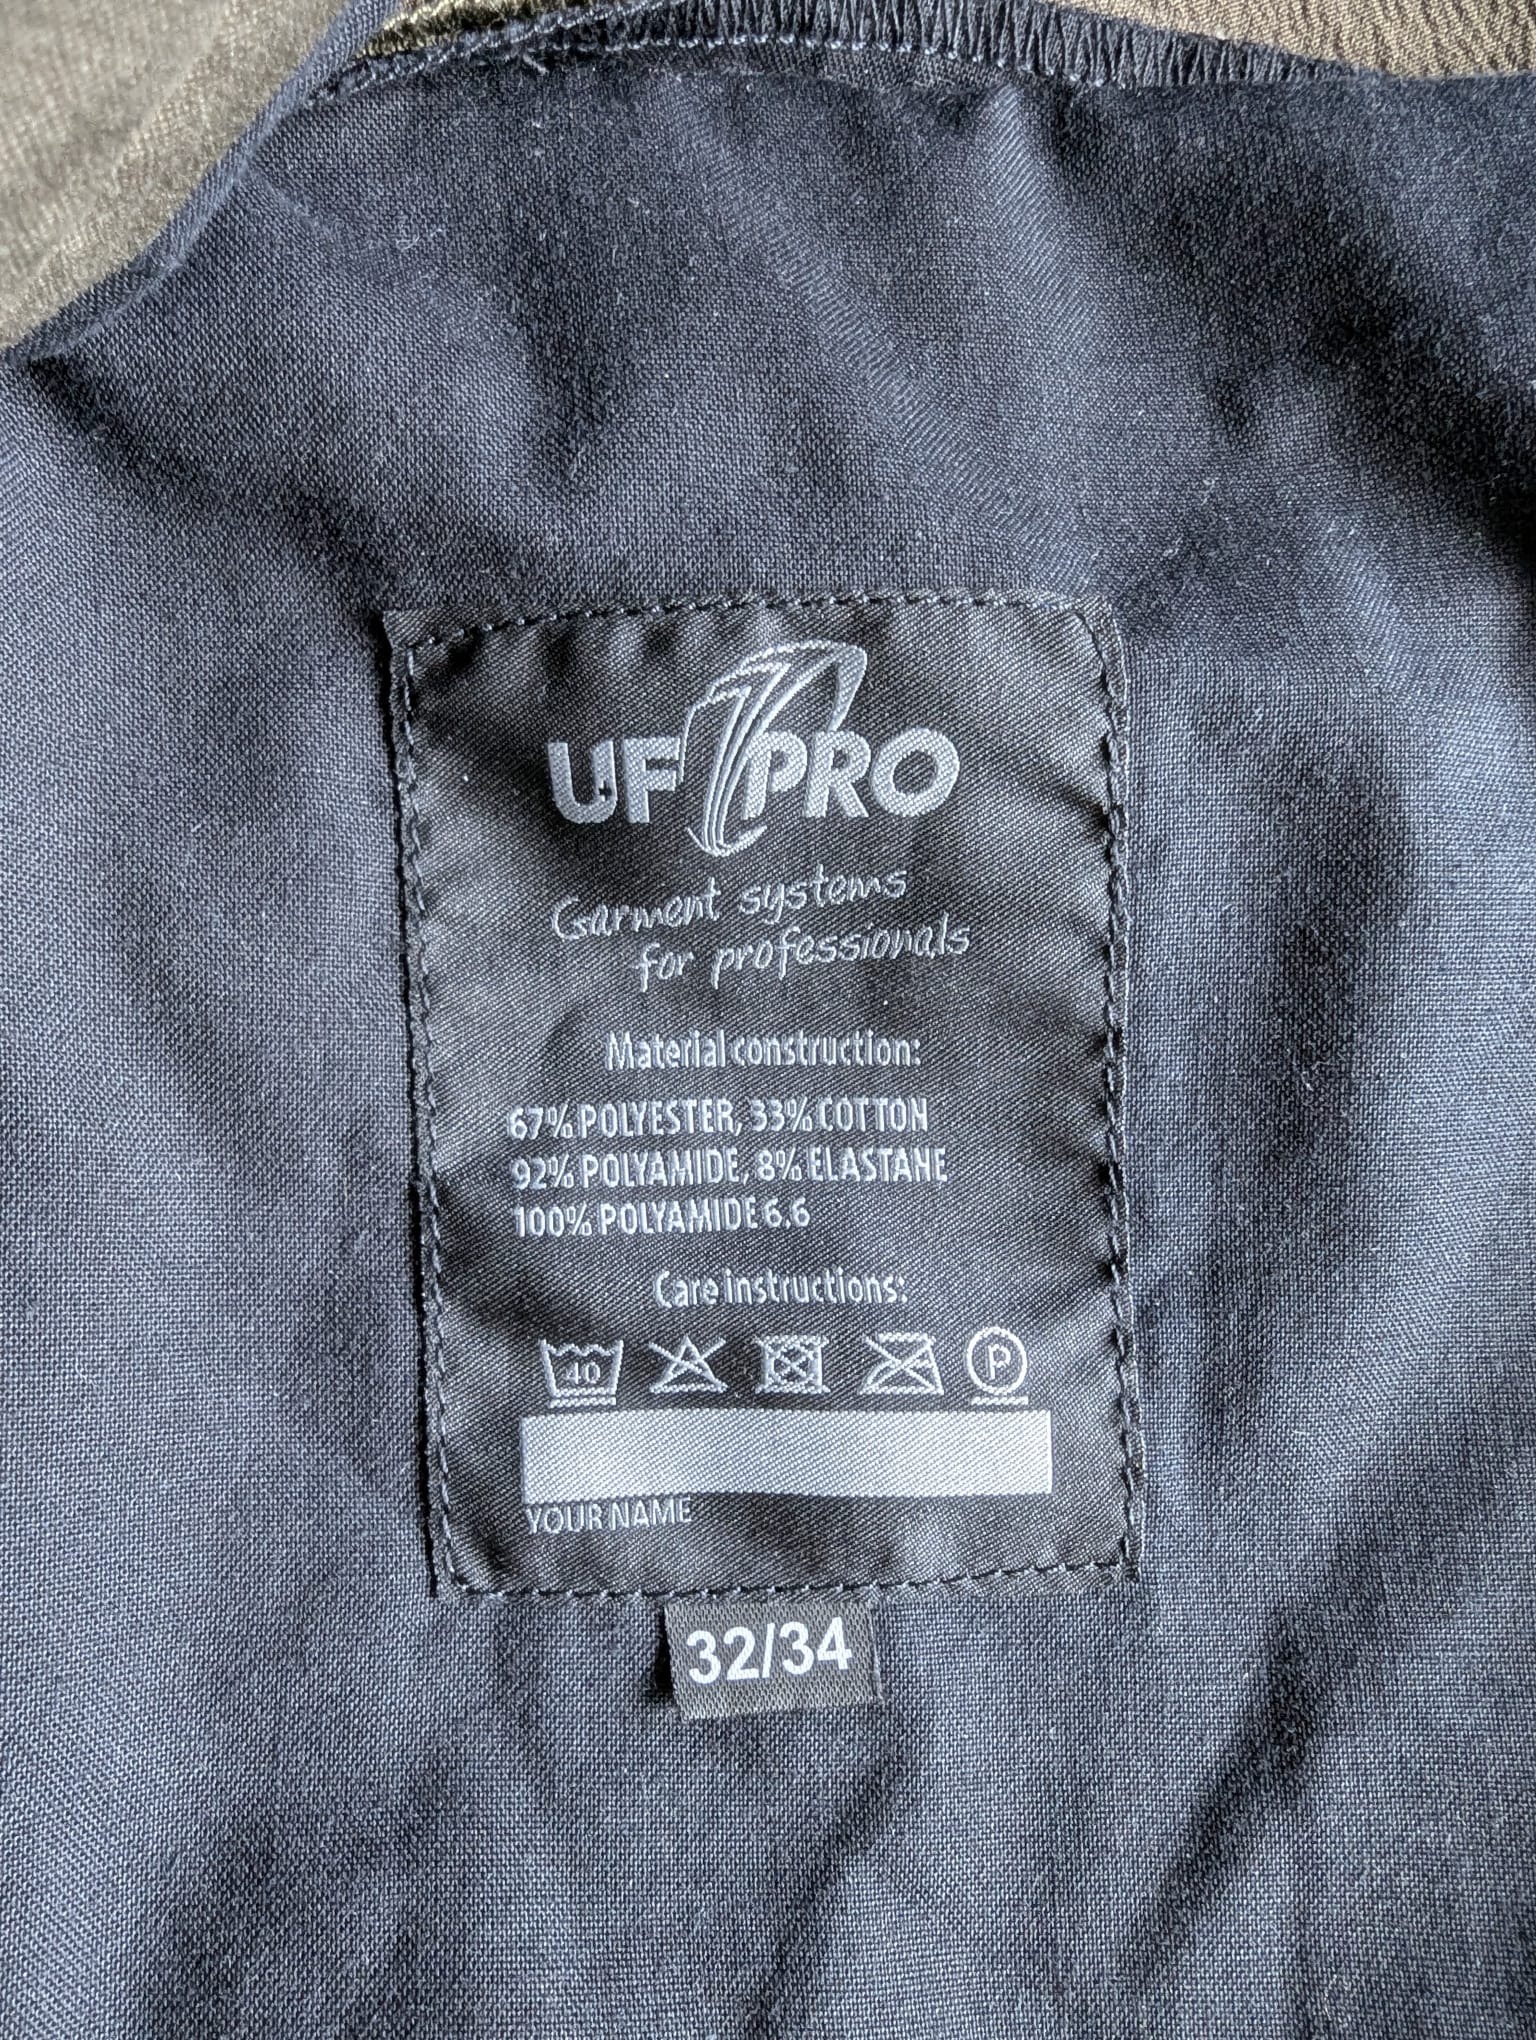 UF PRO
Garment systems
for professionals
Material construction:
67% POLYESTER, 33% COTTON
92% POLYAMIDE, 8% ELASTANE
100% POLYAMIDE 6.6
Care instructions:
40
P
YOUR NAME
32/34